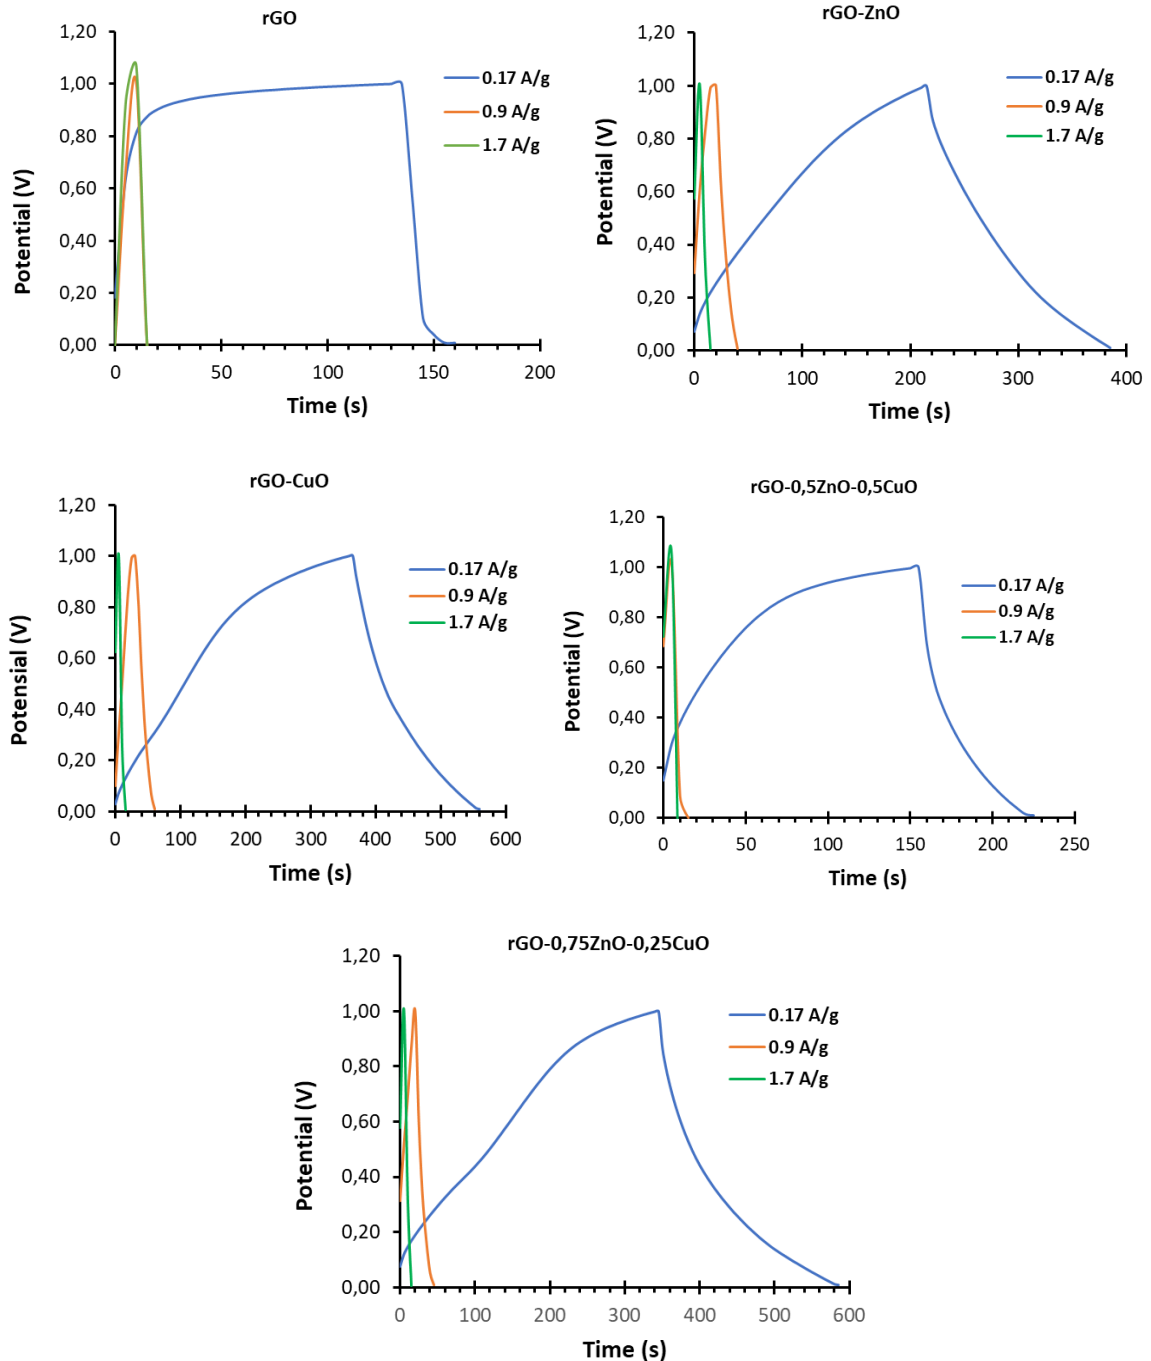 rGO
1,20
1,00
0,80
0,60
0,40
0,20
0,00
Potential (V)
0 50 100 150 200
Time (s)
0.17 A/g
0.9 A/g
1.7 A/g
rGO-ZnO
1,20
1,00
0,80
0,60
0,40
0,20
0,00
Potential (V)
0 100 200 300 400
Time (s)
0.17 A/g
0.9 A/g
1.7 A/g
rGO-CuO
1,20
1,00
0,80
0,60
0,40
0,20
0,00
Potensial (V)
0 100 200 300 400 500 600
Time (s)
0.17 A/g
0.9 A/g
1.7 A/g
rGO-0,5ZnO-0,5CuO
1,20
1,00
0,80
0,60
0,40
0,20
0,00
Potential (V)
0 50 100 150 200 250
Time (s)
0.17 A/g
0.9 A/g
1.7 A/g
rGO-0,75ZnO-0,25CuO
1,20
1,00
0,80
0,60
0,40
0,20
0,00
Potential (V)
0 100 200 300 400 500 600
Time (s)
0.17 A/g
0.9 A/g
1.7 A/g